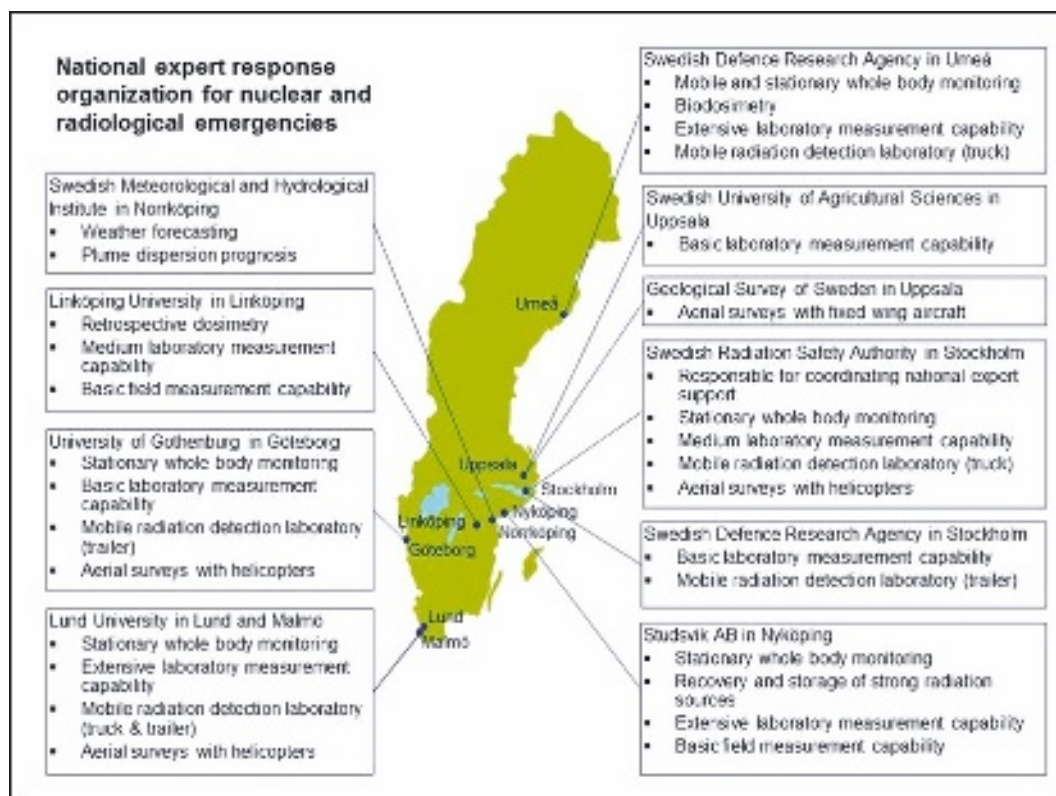 National expert response
organization for nuclear and
radiological emergencies
Swedish Meteorological and Hydrological
Institute in Norrköping
▪ Weather forecasting
▪ Plume dispersion prognosis
Linköping University in Linköping
▪ Retrospective dosimetry
▪ Medium laboratory measurement
capability
▪ Basic field measurement capability
University of Gothenburg in Göteborg
▪ Stationary whole body monitoring
▪ Basic laboratory measurement
capability
▪ Mobile radiation detection laboratory
(trailer)
▪ Aerial surveys with helicopters
Lund University in Lund and Malmö
▪ Stationary whole body monitoring
▪ Extensive laboratory measurement
capability
▪ Mobile radiation detection laboratory
(truck & trailer)
▪ Aerial surveys with helicopters
Umeå
Uppsala
Stockholm
Nyköping
Linköping
Norrköping
Göteborg
Lund
Malmö
Swedish Defence Research Agency in Umeå
▪ Mobile and stationary whole body monitoring
▪ Biodosimetry
▪ Extensive laboratory measurement capability
▪ Mobile radiation detection laboratory (truck)
Swedish University of Agricultural Sciences in
Uppsala
▪ Basic laboratory measurement capability
Geological Survey of Sweden in Uppsala
▪ Aerial surveys with fixed wing aircraft
Swedish Radiation Safety Authority in Stockholm
▪ Responsible for coordinating national expert
support
▪ Stationary whole body monitoring
▪ Medium laboratory measurement capability
▪ Mobile radiation detection laboratory (truck)
▪ Aerial surveys with helicopters
Swedish Defence Research Agency in Stockholm
▪ Basic laboratory measurement capability
▪ Mobile radiation detection laboratory (trailer)
Studsvik AB in Nyköping
▪ Stationary whole body monitoring
▪ Recovery and storage of strong radiation
sources
▪ Extensive laboratory measurement capability
▪ Basic field measurement capability